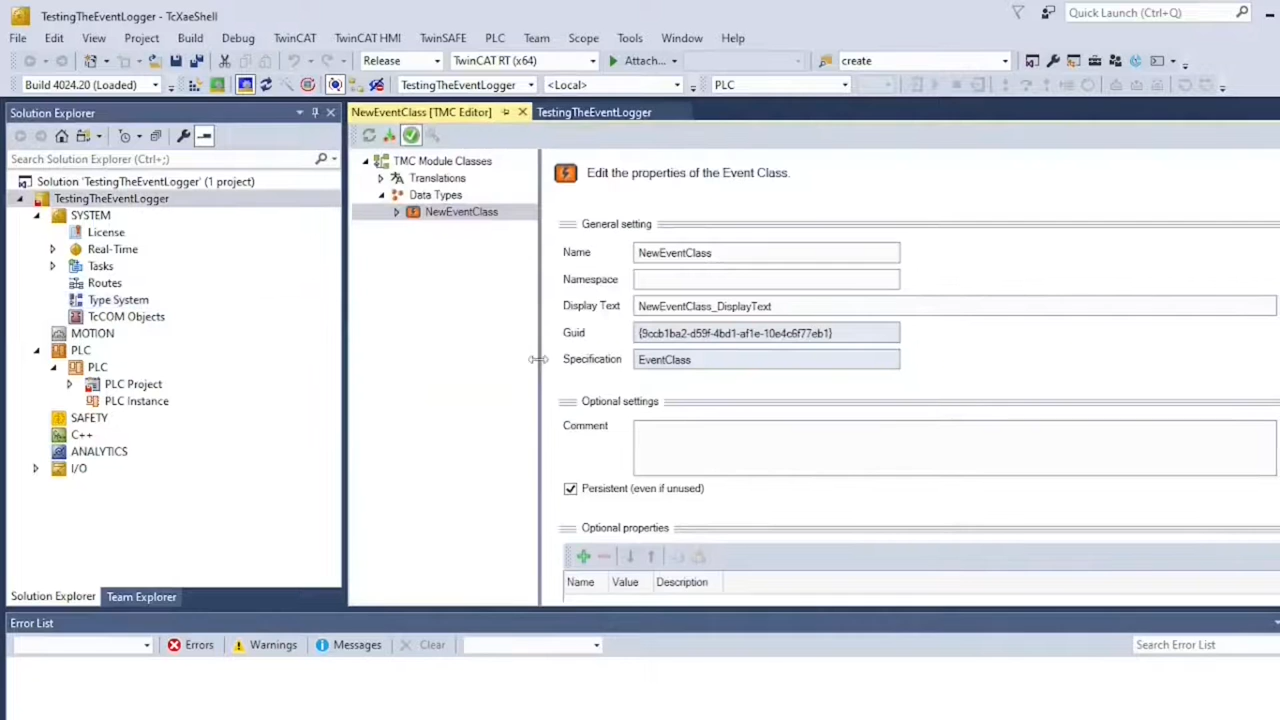 TestingTheEventLogger - TcXaeShell
Quick Launch (Ctrl+Q)
File Edit View Project Build Debug TwinCAT TwinCAT HMI TwinSAFE PLC Team Scope Tools Window Help
Release TwinCAT RT (x64) Attach... create
Build 4024.20 (Loaded) TestingTheEventLogger <Local> PLC
Solution Explorer
Search Solution Explorer (Ctrl+;)
Solution 'TestingTheEventLogger' (1 project)
TestingTheEventLogger
SYSTEM
License
Real-Time
Tasks
Routes
Type System
TcCOM Objects
MOTION
PLC
PLC
PLC Project
PLC Instance
SAFETY
C++
ANALYTICS
I/O
Solution Explorer Team Explorer
NewEventClass [TMC Editor] TestingTheEventLogger
TMC Module Classes
Translations
Data Types
NewEventClass
Edit the properties of the Event Class.
General setting
Name NewEventClass
Namespace
Display Text NewEventClass_DisplayText
Guid {9ccb1ba2-d59f-4bd1-af1e-10e4c6f77eb1}
Specification EventClass
Optional settings
Comment
Persistent (even if unused)
Optional properties
Name Value Description
Error List
Errors Warnings Messages Clear Search Error List